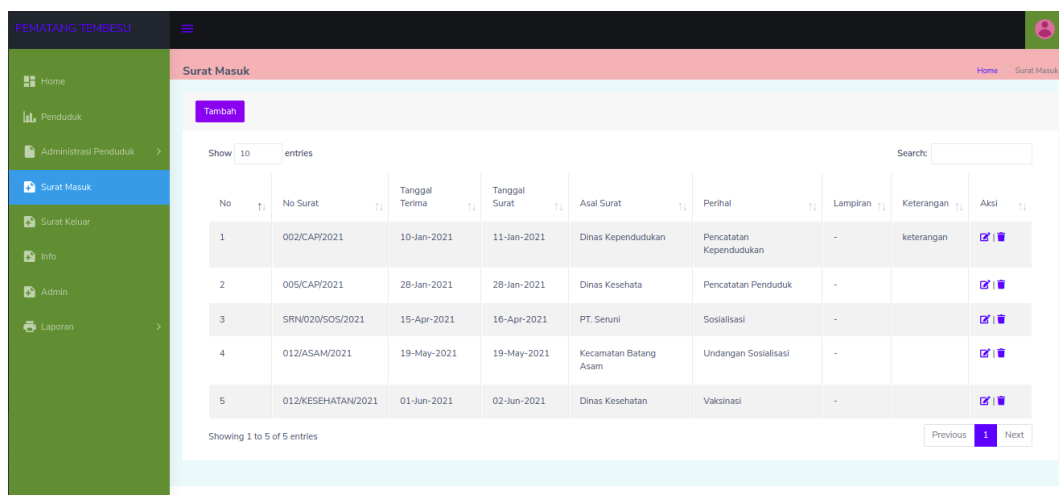 PEMATANG TEMBESU
Home
Penduduk
Administrasi Penduduk
Surat Masuk
Surat Keluar
Info
Admin
Laporan
Surat Masuk
Home Surat Masuk
Tambah
Show 10 entries
Search:
No No Surat Tanggal Terima Tanggal Surat Asal Surat Perihal Lampiran Keterangan Aksi
1 002/CAP/2021 10-Jan-2021 11-Jan-2021 Dinas Kependudukan Pencatatan Kependudukan - keterangan |
2 005/CAP/2021 28-Jan-2021 28-Jan-2021 Dinas Kesehata Pencatatan Penduduk - |
3 SRN/020/SOS/2021 15-Apr-2021 16-Apr-2021 PT. Seruni Sosialisasi - |
4 012/ASAM/2021 19-May-2021 19-May-2021 Kecamatan Batang Asam Undangan Sosialisasi - |
5 012/KESEHATAN/2021 01-Jun-2021 02-Jun-2021 Dinas Kesehatan Vaksinasi - |
Showing 1 to 5 of 5 entries
Previous 1 Next